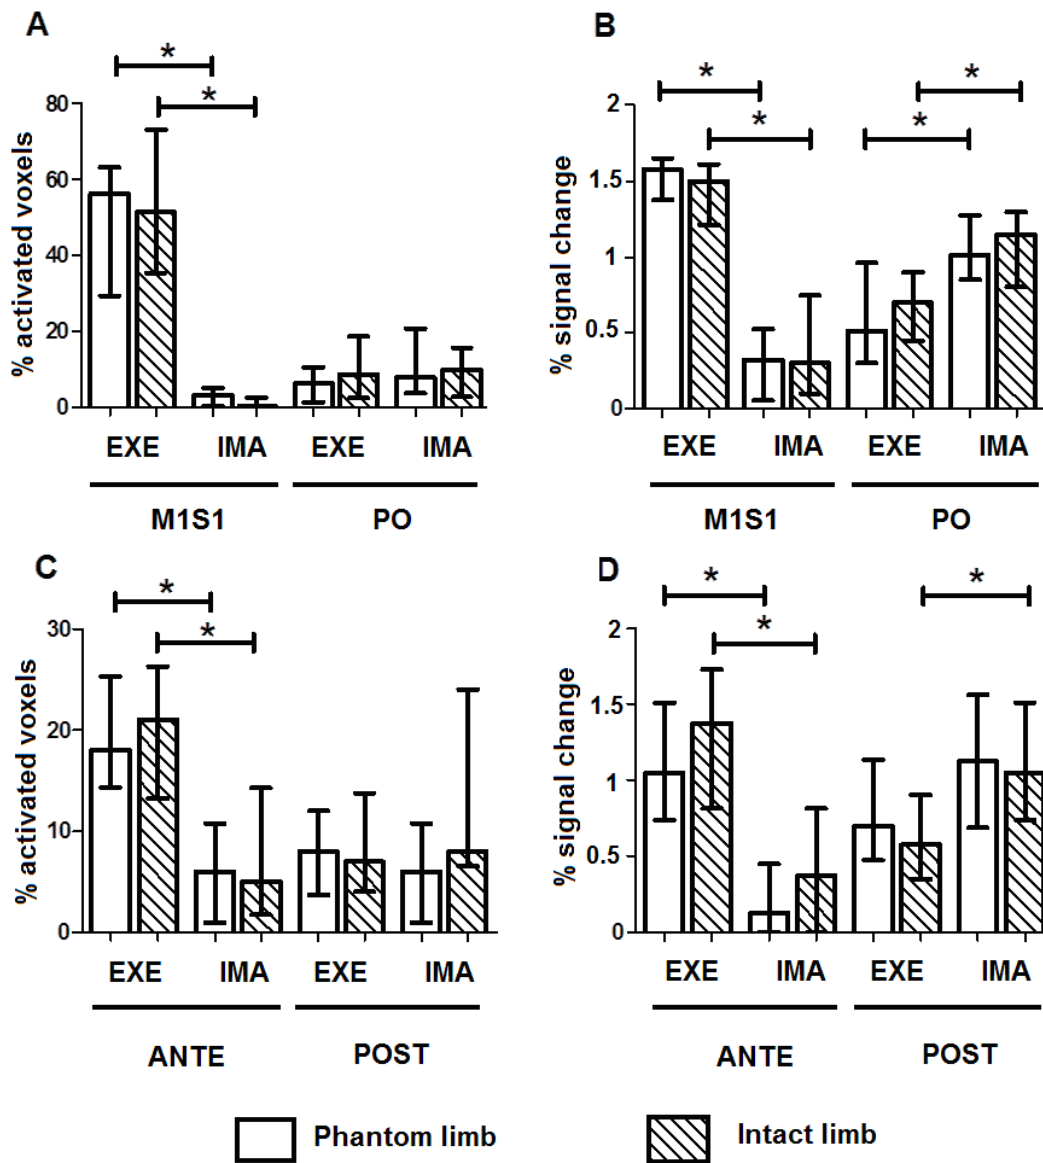 A
B
* *
* *
* *
% activated voxels
80
60
40
20
0
% signal change
2
1.5
1
0.5
0
EXE IMA EXE IMA
EXE IMA EXE IMA
M1S1 PO
M1S1 PO
C
D
* * *
* *
% activated voxels
30
20
10
0
% signal change
2
1.5
1
0.5
0
EXE IMA EXE IMA
EXE IMA EXE IMA
ANTE POST
ANTE POST
Phantom limb
Intact limb